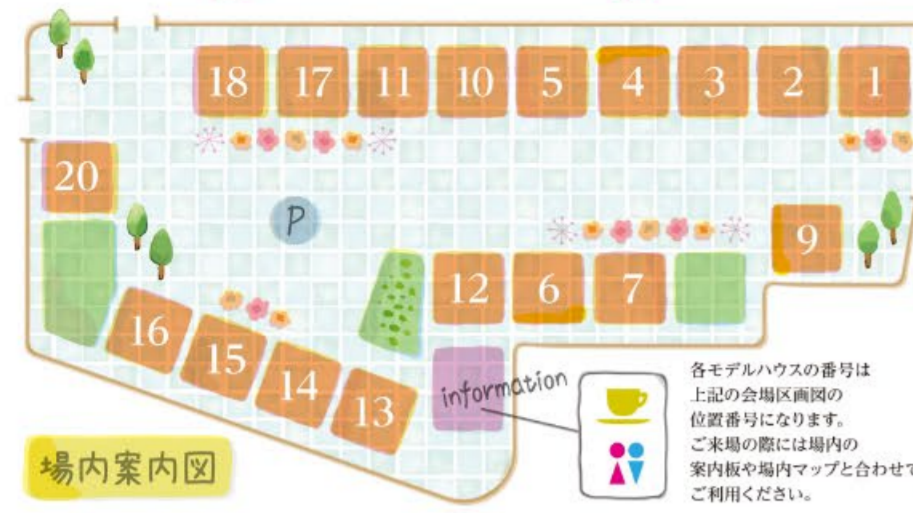 18 17 11 10 5 4 3 2 1
20
P
9
12 6 7
16 15 14 13
information
場内案内図
各モデルハウスの番号は
上記の会場区画図の
位置番号になります。
ご来場の際には場内の
案内板や場内マップと合わせて
ご利用ください。